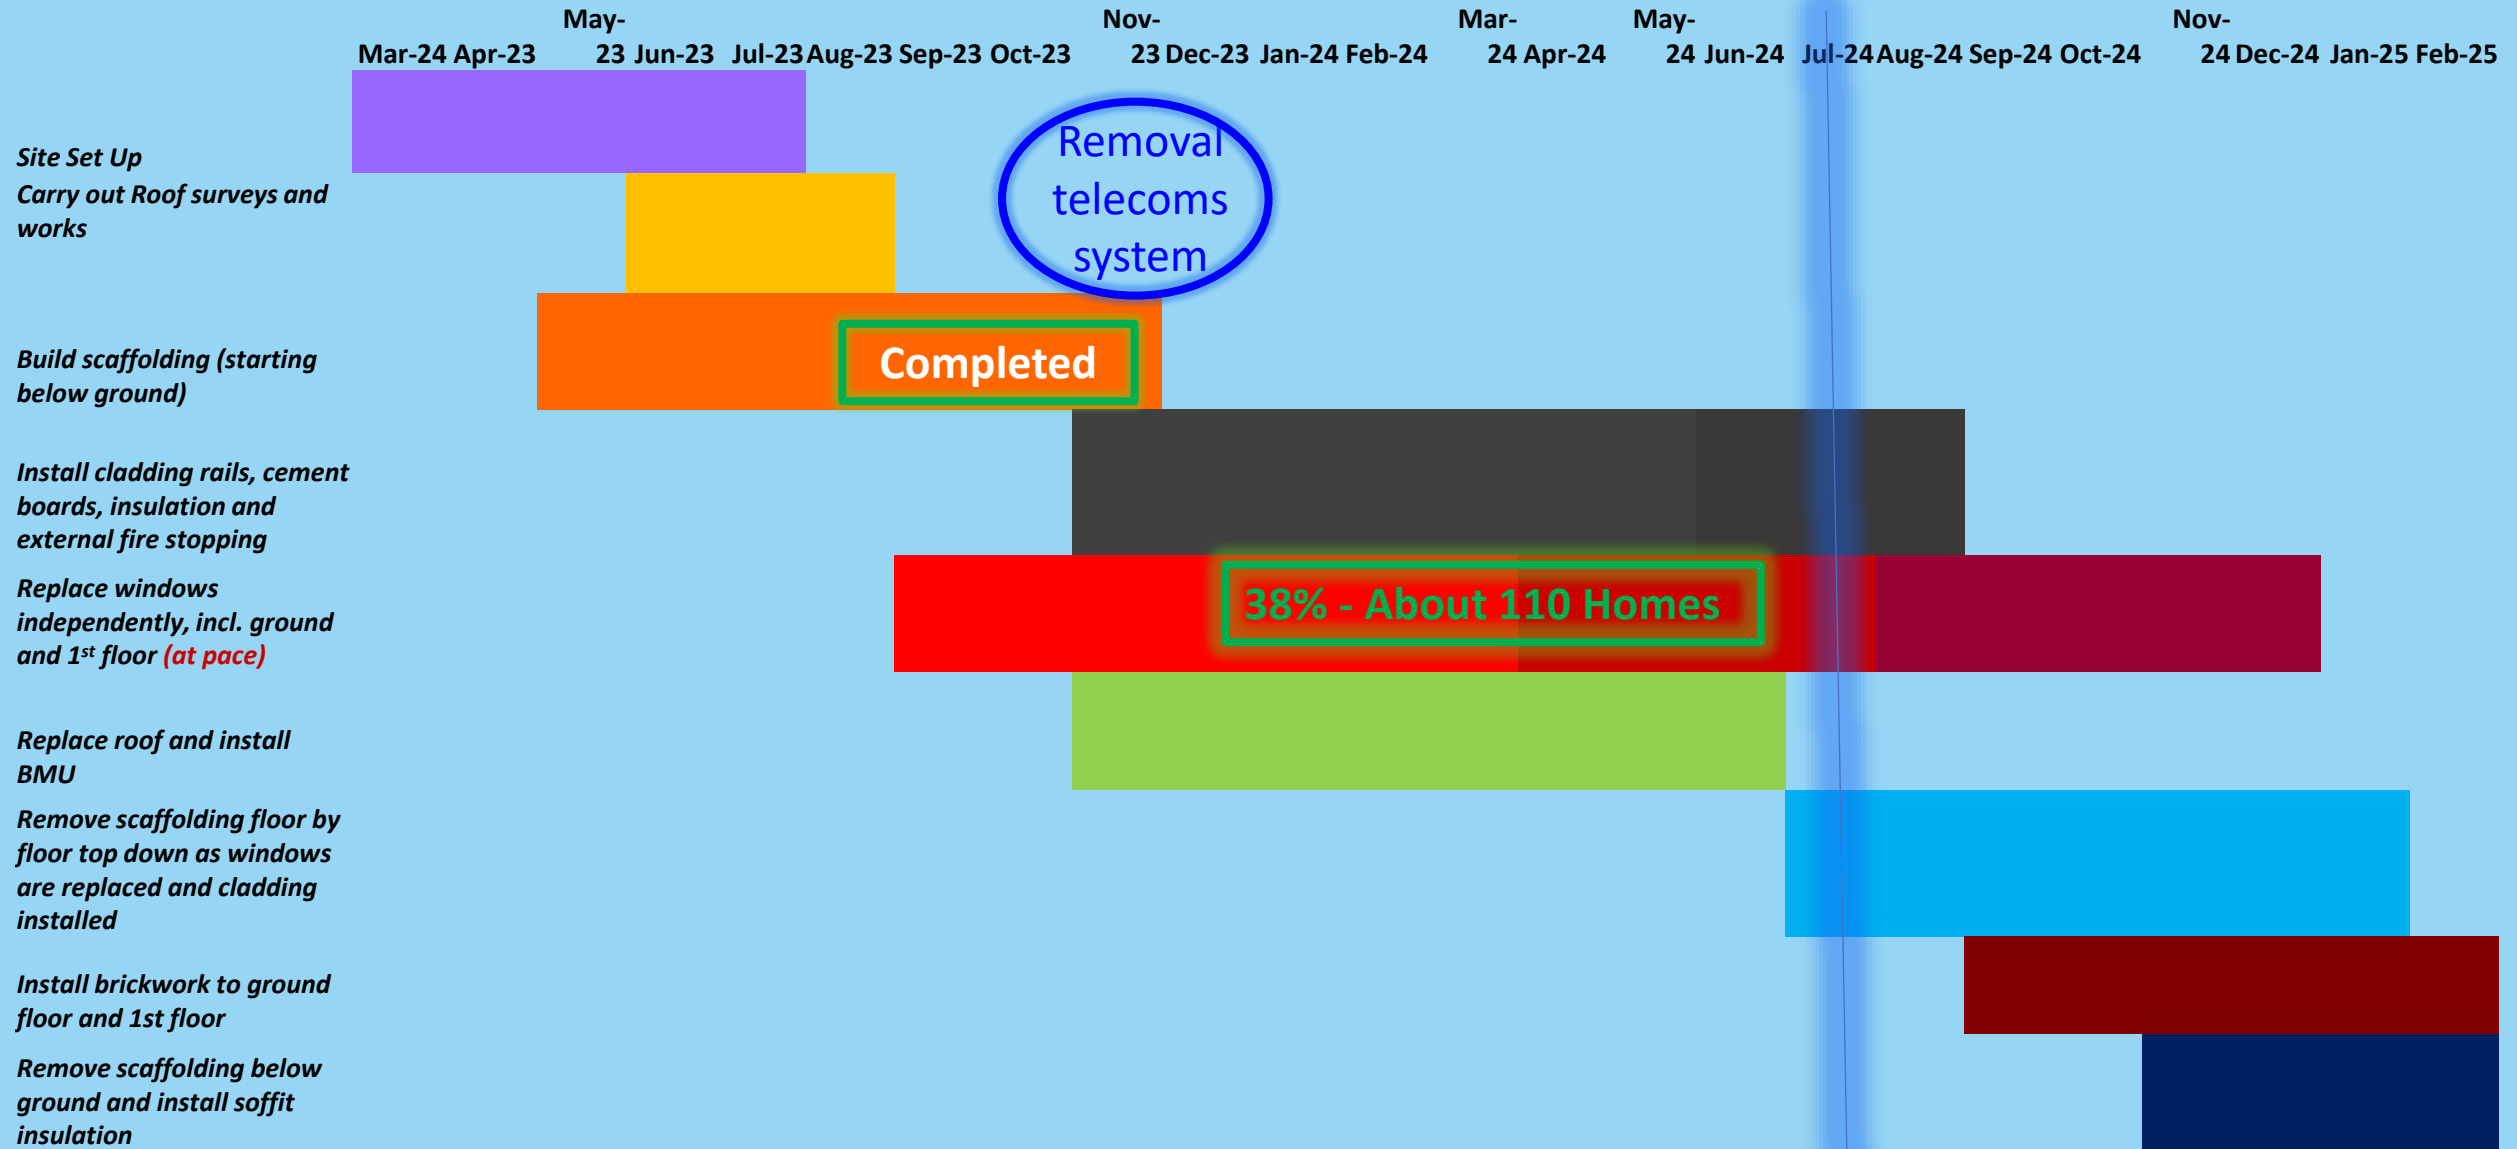 May-
Nov-
Mar-
May-
Nov-
Mar-24 Apr-23 23 Jun-23 Jul-23 Aug-23 Sep-23 Oct-23 23 Dec-23 Jan-24 Feb-24 24 Apr-24 24 Jun-24 Jul-24 Aug-24 Sep-24 Oct-24 24 Dec-24 Jan-25 Feb-25
Removal
telecoms
system
Site Set Up
Carry out Roof surveys and
works
Build scaffolding (starting
below ground)
Completed
Install cladding rails, cement
boards, insulation and
external fire stopping
Replace windows
independently, incl. ground
and 1st floor (at pace)
38% - About 110 Homes
Replace roof and install
BMU
Remove scaffolding floor by
floor top down as windows
are replaced and cladding
installed
Install brickwork to ground
floor and 1st floor
Remove scaffolding below
ground and install soffit
insulation